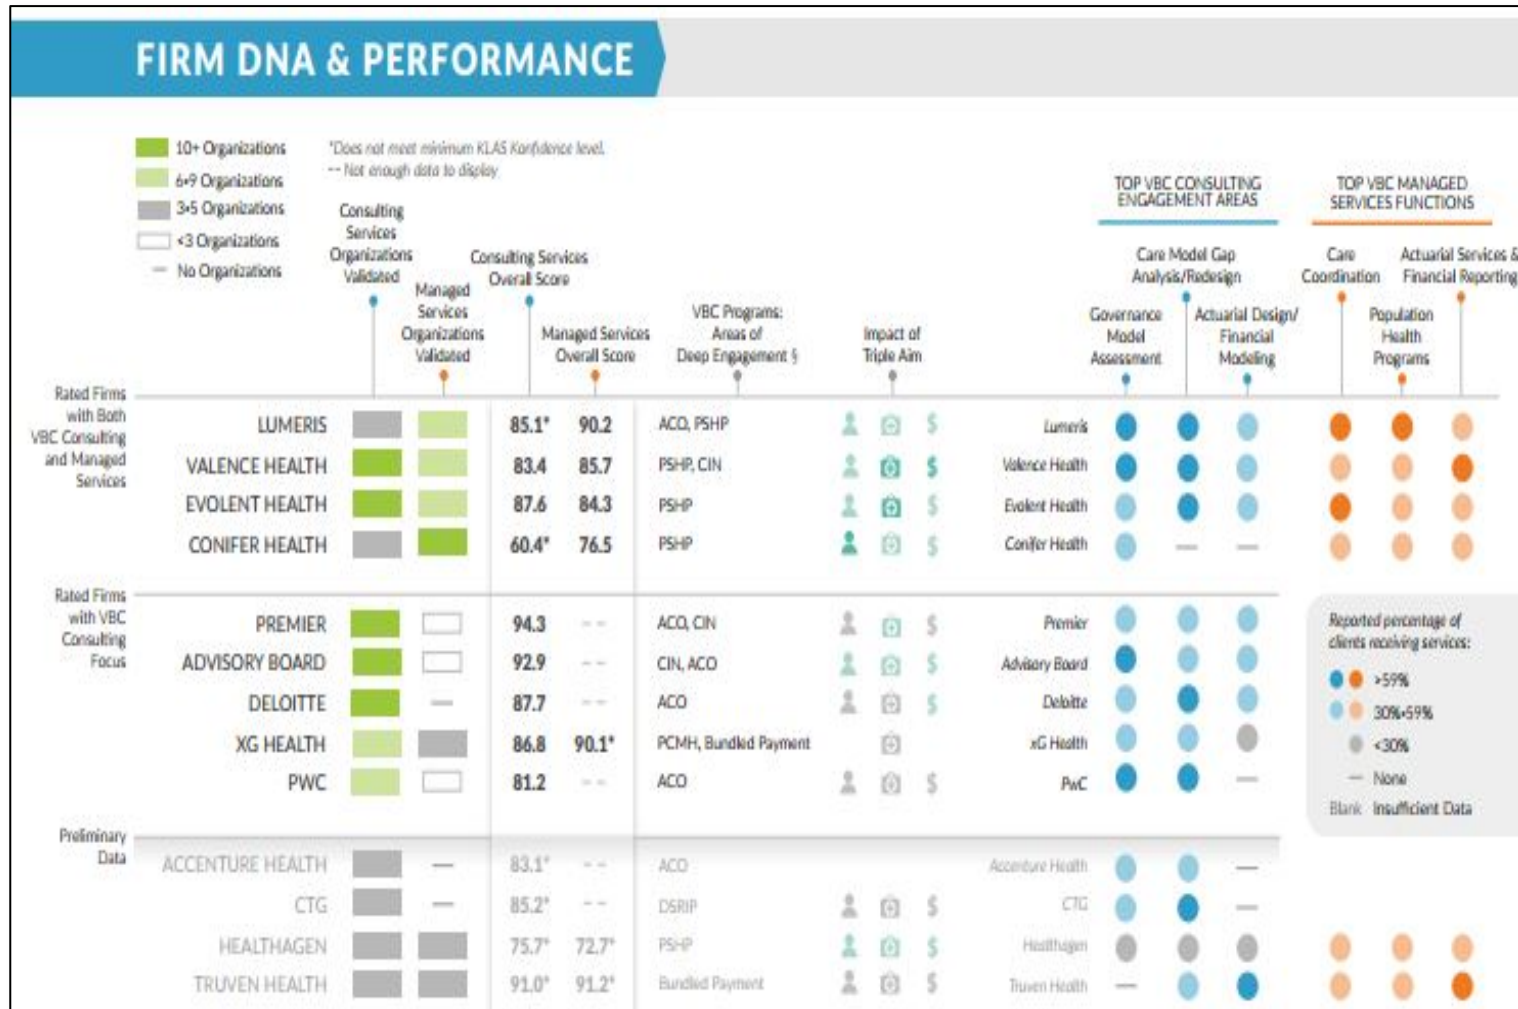 FIRM DNA & PERFORMANCE
10+ Organizations
6•9 Organizations
3•5 Organizations
<3 Organizations
— No Organizations
*Does not meet minimum KLAS Konfidence level.
-- Not enough data to display
Consulting
Services
Organizations
Validated
Managed
Services
Organizations
Validated
Consulting Services
Overall Score
Managed Services
Overall Score
VBC Programs:
Areas of
Deep Engagement §
Impact of
Triple Aim
TOP VBC CONSULTING
ENGAGEMENT AREAS
Governance
Model
Assessment
Care Model Gap
Analysis/Redesign
Actuarial Design/
Financial
Modeling
TOP VBC MANAGED
SERVICES FUNCTIONS
Care
Coordination
Population
Health
Programs
Actuarial Services &
Financial Reporting
Rated Firms
with Both
VBC Consulting
and Managed
Services
LUMERIS 85.1* 90.2 ACO, PSHP $ Lumeris
VALENCE HEALTH 83.4 85.7 PSHP, CIN $ Valence Health
EVOLENT HEALTH 87.6 84.3 PSHP $ Evolent Health
CONIFER HEALTH 60.4* 76.5 PSHP $ Conifer Health — —
Rated Firms
with VBC
Consulting
Focus
PREMIER 94.3 -- ACO, CIN $ Premier
ADVISORY BOARD 92.9 -- CIN, ACO $ Advisory Board
DELOITTE — 87.7 -- ACO $ Deloitte
XG HEALTH 86.8 90.1* PCMH, Bundled Payment xG Health
PWC 81.2 -- ACO $ PwC —
Reported percentage of
clients receiving services:
>59%
30%•59%
<30%
— None
Blank Insufficient Data
Preliminary
Data
ACCENTURE HEALTH — 83.1* -- ACO Accenture Health —
CTG — 85.2* -- DSRIP $ CTG —
HEALTHAGEN 75.7* 72.7* PSHP $ Healthagen
TRUVEN HEALTH 91.0* 91.2* Bundled Payment $ Truven Health —